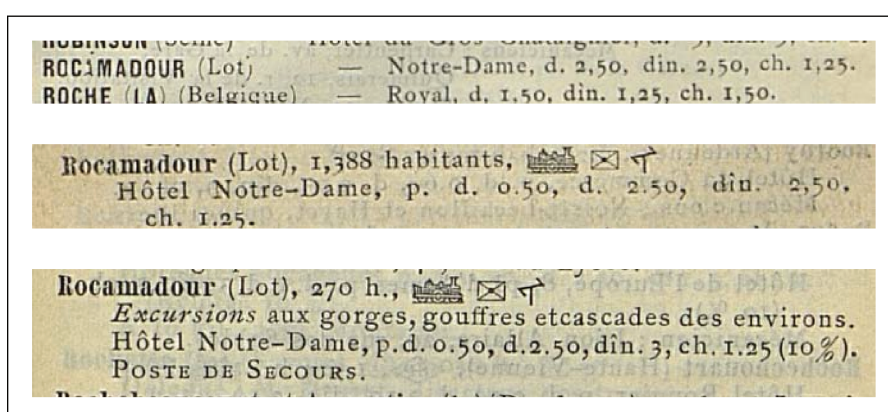 ROCAMADOUR (Lot) — Notre-Dame, d. 2,50, din. 2,50, ch. 1,25.
ROCHE (LA) (Belgique) — Royal, d. 1,50, dîn. 1,25, ch. 1,50.
Rocamadour (Lot), 1,388 habitants,
Hôtel Notre-Dame, p. d. 0.50, d. 2.50, dîn. 2,50,
ch. 1.25.
Rocamadour (Lot), 270 h.,
Excursions aux gorges, gouffres etcascades des environs.
Hôtel Notre-Dame, p.d. 0.50, d.2.50, dîn. 3, ch. 1.25 (10%).
POSTE DE SECOURS.